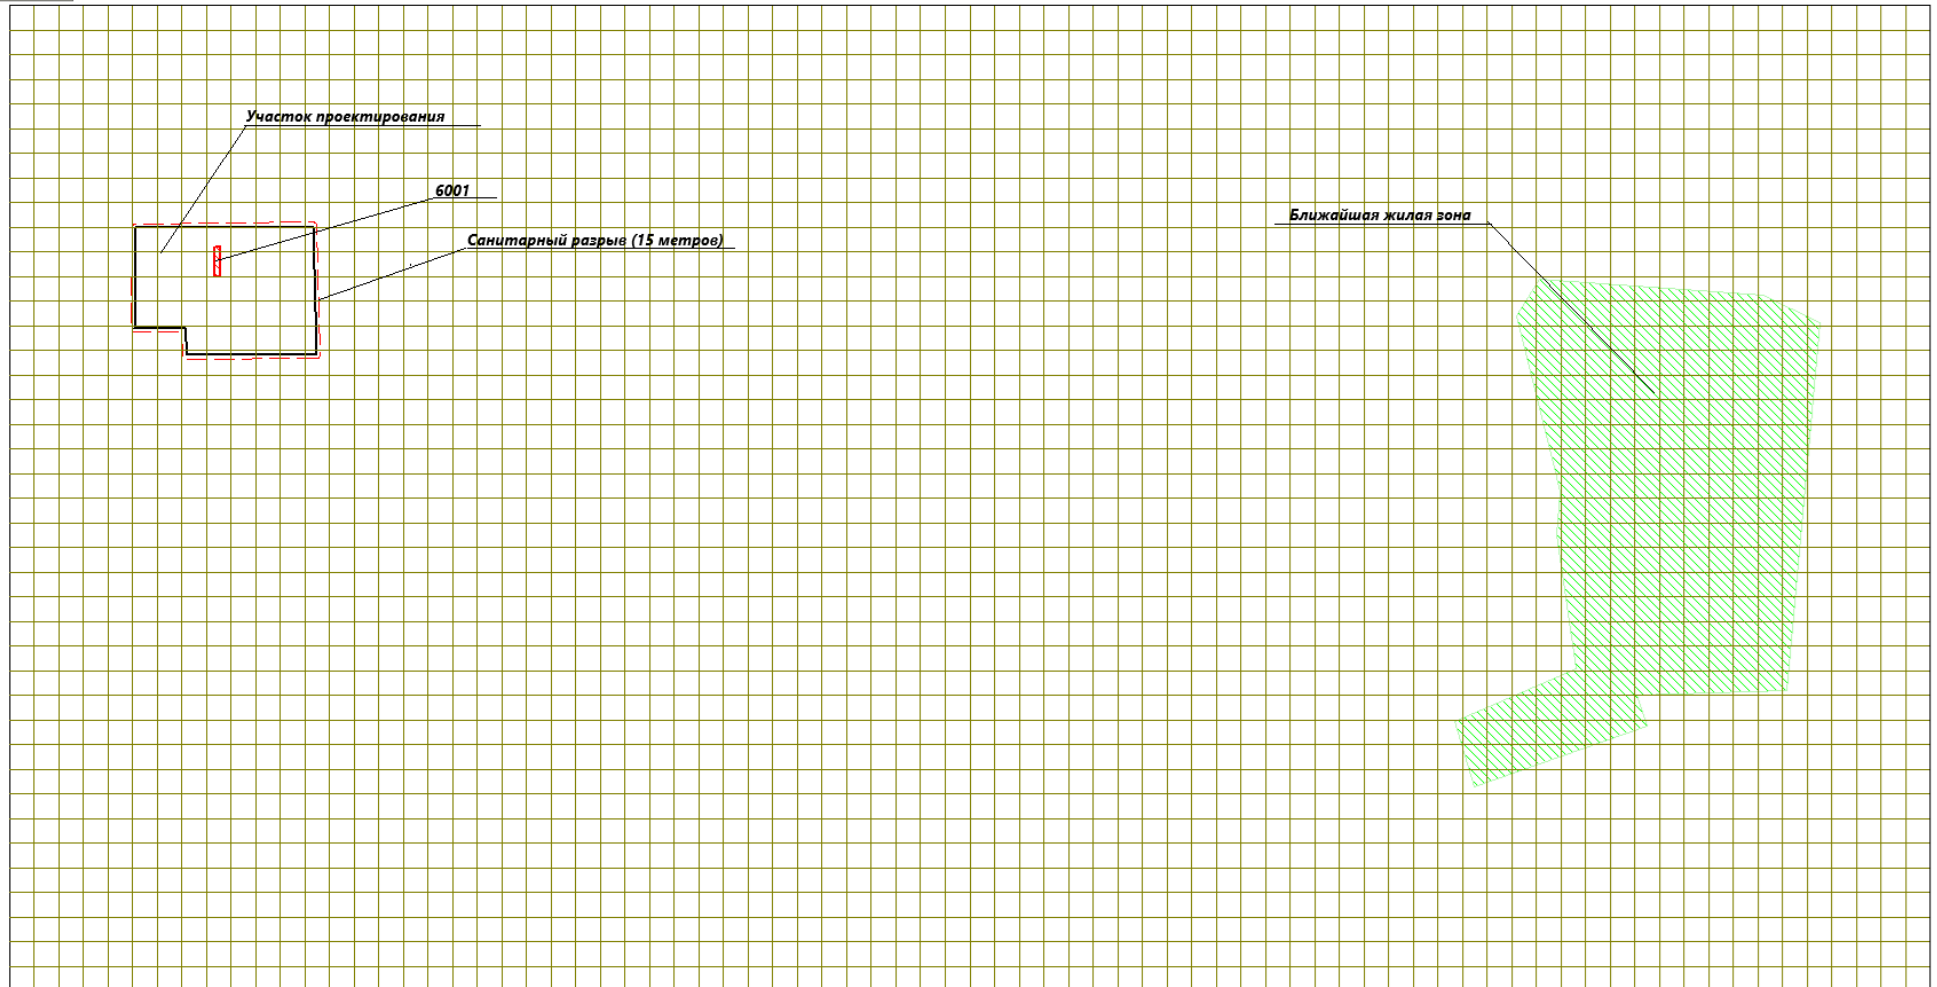 Участок проектирования
6001
Ближайшая жилая зона
Санитарный разрыв (15 метров)